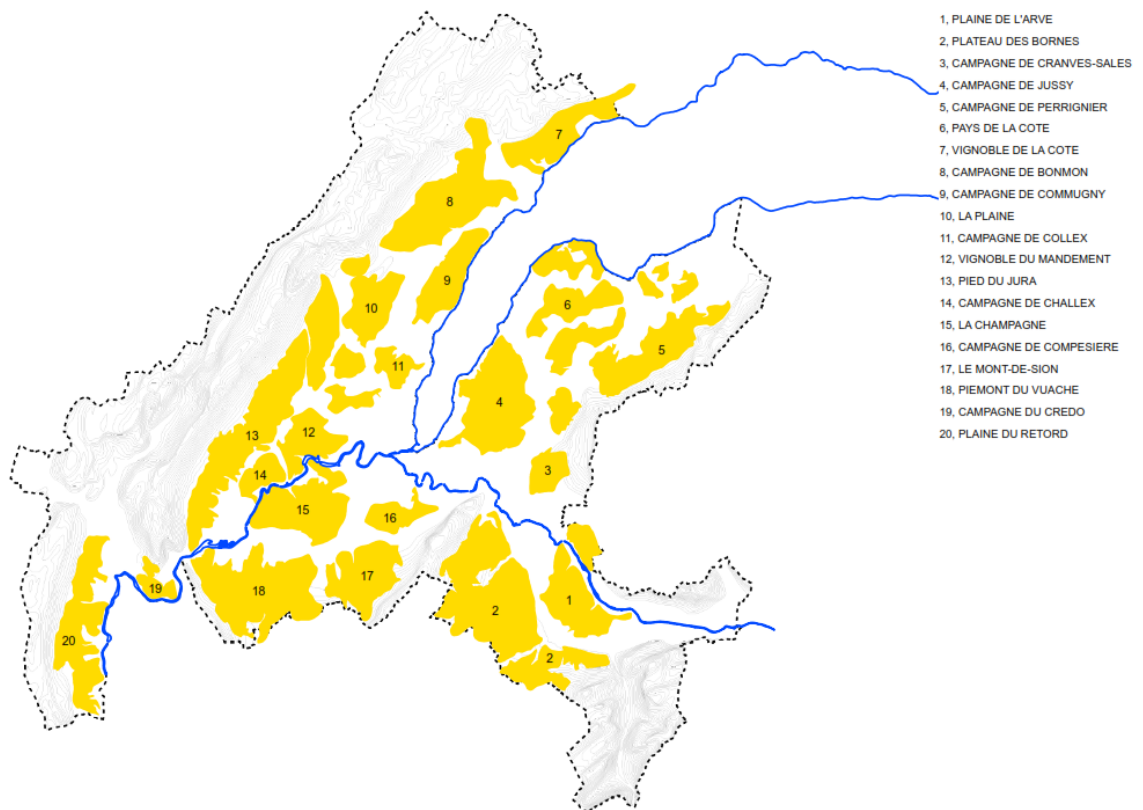 1, PLAINE DE L'ARVE
2, PLATEAU DES BORNES
3, CAMPAGNE DE CRANVES-SALES
4, CAMPAGNE DE JUSSY
5, CAMPAGNE DE PERRIGNIER
6, PAYS DE LA COTE
7, VIGNOBLE DE LA COTE
8, CAMPAGNE DE BONMON
9, CAMPAGNE DE COMMUGNY
10, LA PLAINE
11, CAMPAGNE DE COLLEX
12, VIGNOBLE DU MANDEMENT
13, PIED DU JURA
14, CAMPAGNE DE CHALLEX
15, LA CHAMPAGNE
16, CAMPAGNE DE COMPESIERE
17, LE MONT-DE-SION
18, PIEMONT DU VUACHE
19, CAMPAGNE DU CREDO
20, PLAINE DU RETORD
7
8
9
10
6
5
11
4
13
12
3
14
15
16
17
19
18
1
2
20
2